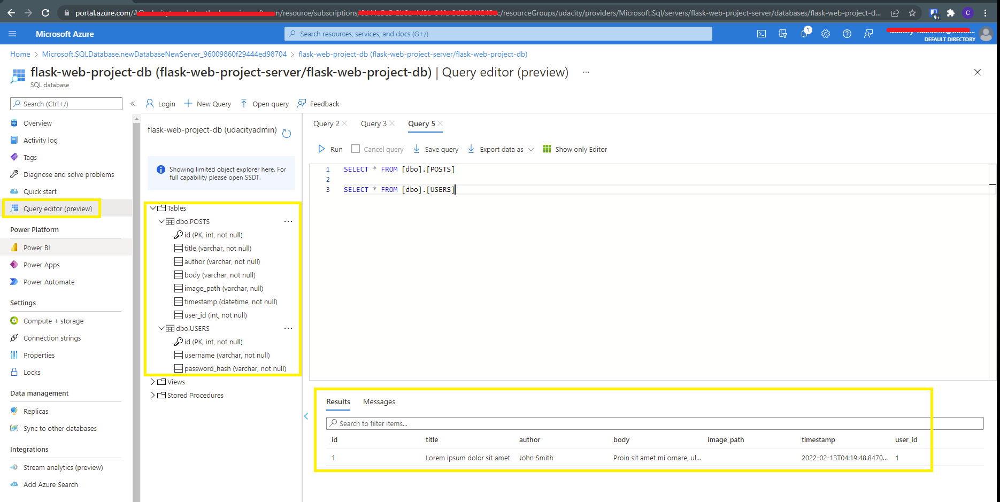 portal.azure.com/#
/resource/subscriptions/
/resourceGroups/udacity/providers/Microsoft.Sql/servers/flask-web-project-server/databases/flask-web-project-d...
9+
C
Microsoft Azure
Search resources, services, and docs (G+/)
1
DEFAULT DIRECTORY
Home > Microsoft.SQLDatabase.newDatabaseNewServer_96009860f29444ed98704 > flask-web-project-db (flask-web-project-server/flask-web-project-db)
flask-web-project-db (flask-web-project-server/flask-web-project-db) | Query editor (preview) ...
SQL database
Search (Ctrl+/)
«
Login
New Query
Open query
Feedback
Overview
Activity log
Tags
Diagnose and solve problems
Quick start
Query editor (preview)
Power Platform
Power BI
Power Apps
Power Automate
Settings
Compute + storage
Connection strings
Properties
Locks
Data management
Replicas
Sync to other databases
Integrations
Stream analytics (preview)
Add Azure Search
flask-web-project-db (udacityadmin)
Showing limited object explorer here. For
full capability please open SSDT.
Tables
dbo.POSTS ...
id (PK, int, not null)
title (varchar, not null)
author (varchar, not null)
body (varchar, not null)
image_path (varchar, null)
timestamp (datetime, not null)
user_id (int, not null)
dbo.USERS ...
id (PK, int, not null)
username (varchar, not null)
password_hash (varchar, not null)
Views
Stored Procedures
Query 2
Query 3
Query 5
Run
Cancel query
Save query
Export data as
Show only Editor
1 SELECT * FROM [dbo].[POSTS]
2
3 SELECT * FROM [dbo].[USERS]
Results
Messages
Search to filter items...
id title author body image_path timestamp user_id
1 Lorem ipsum dolor sit amet John Smith Proin sit amet mi ornare, ul... 2022-02-13T04:19:48.8470... 1